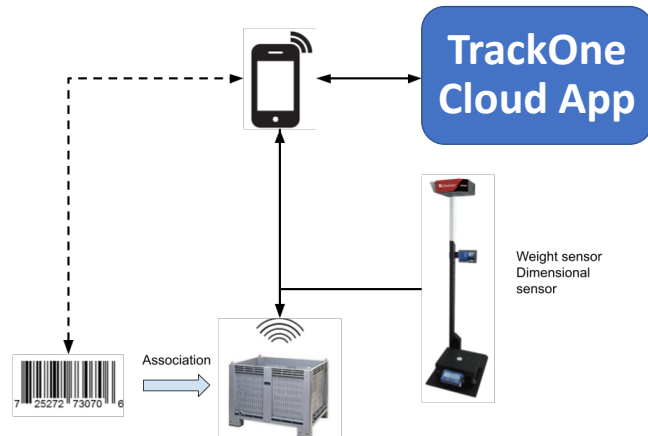 TrackOne
Cloud App
Weight sensor
Dimensional
sensor
Association
7 25272 73070 6